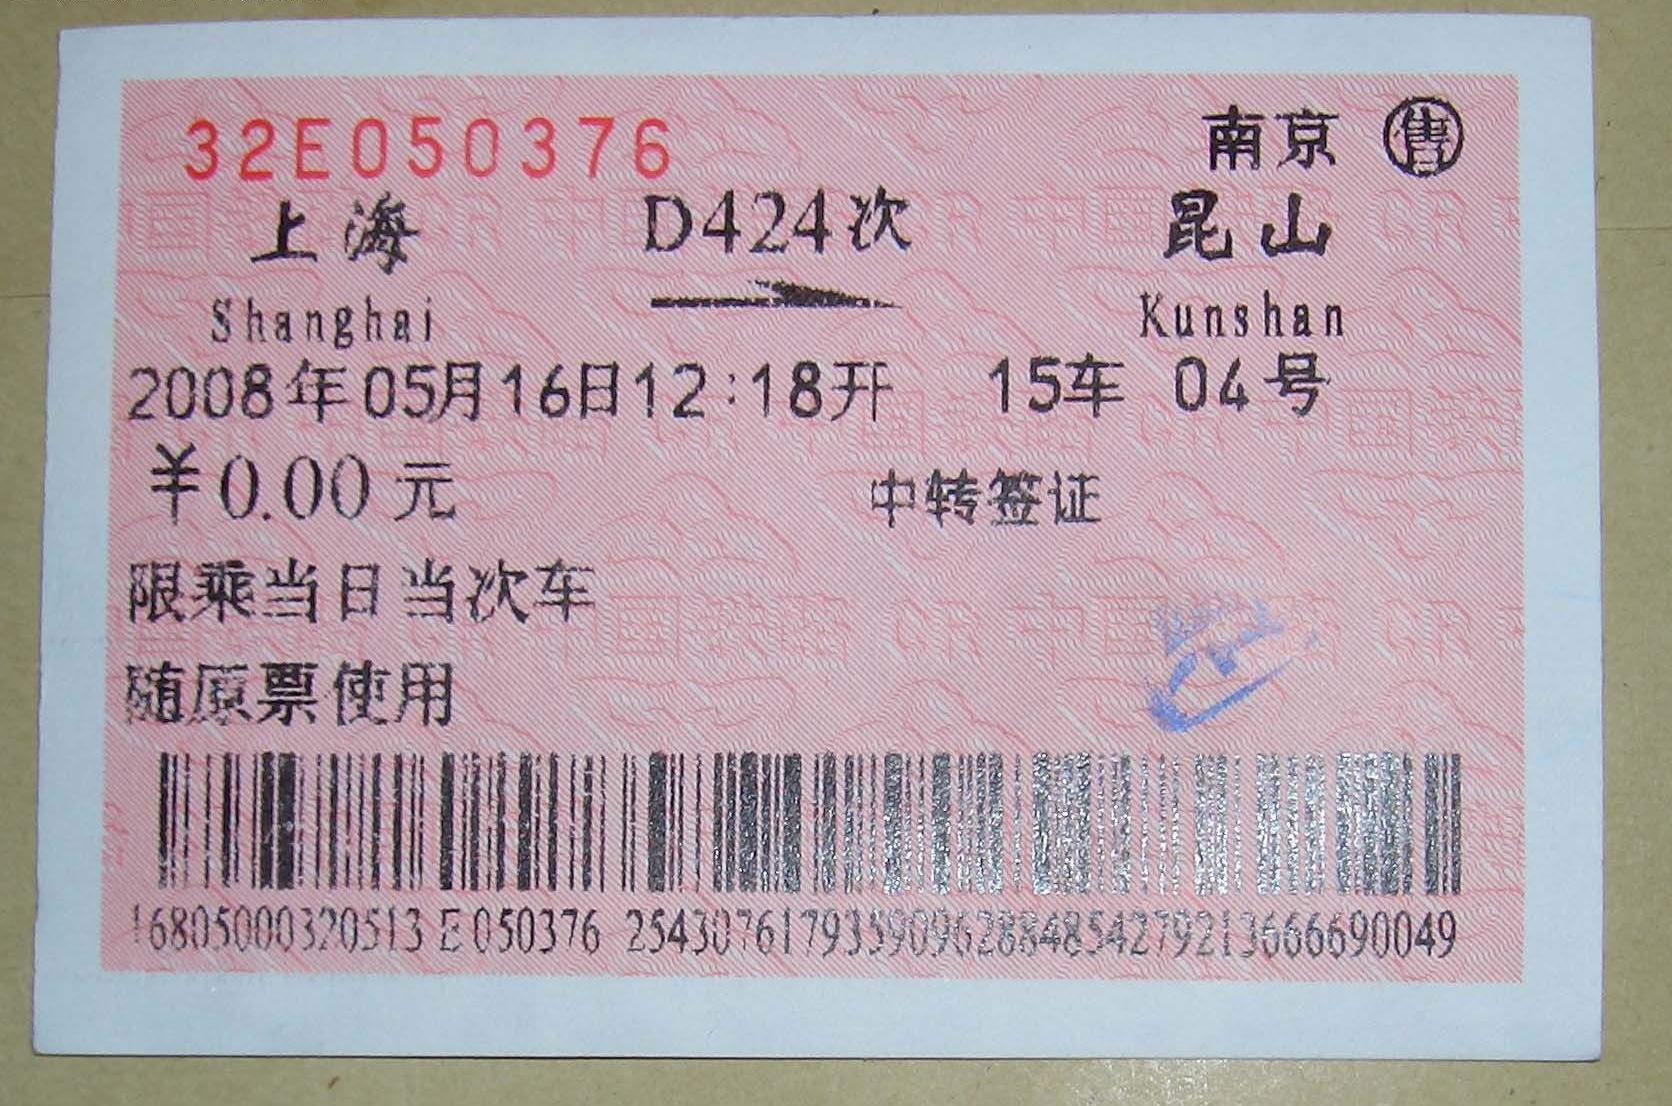 32E050376
南京 售
上海 D424次 昆山
Shanghai Kunshan
2008年05月16日12:18开 15车 04号
¥0.00元 中转签证
限乘当日当次车
随原票使用
16805000320513 E 050376 2543076179359096288485427921366669​0049